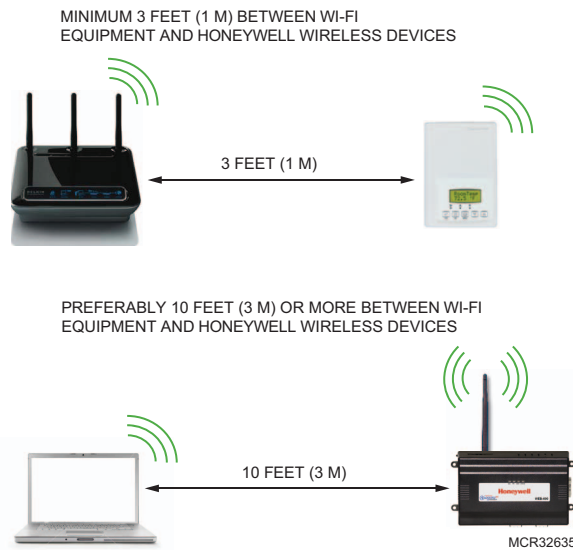 MINIMUM 3 FEET (1 M) BETWEEN WI-FI
EQUIPMENT AND HONEYWELL WIRELESS DEVICES
3 FEET (1 M)
PREFERABLY 10 FEET (3 M) OR MORE BETWEEN WI-FI
EQUIPMENT AND HONEYWELL WIRELESS DEVICES
10 FEET (3 M)
Honeywell
MCR32635